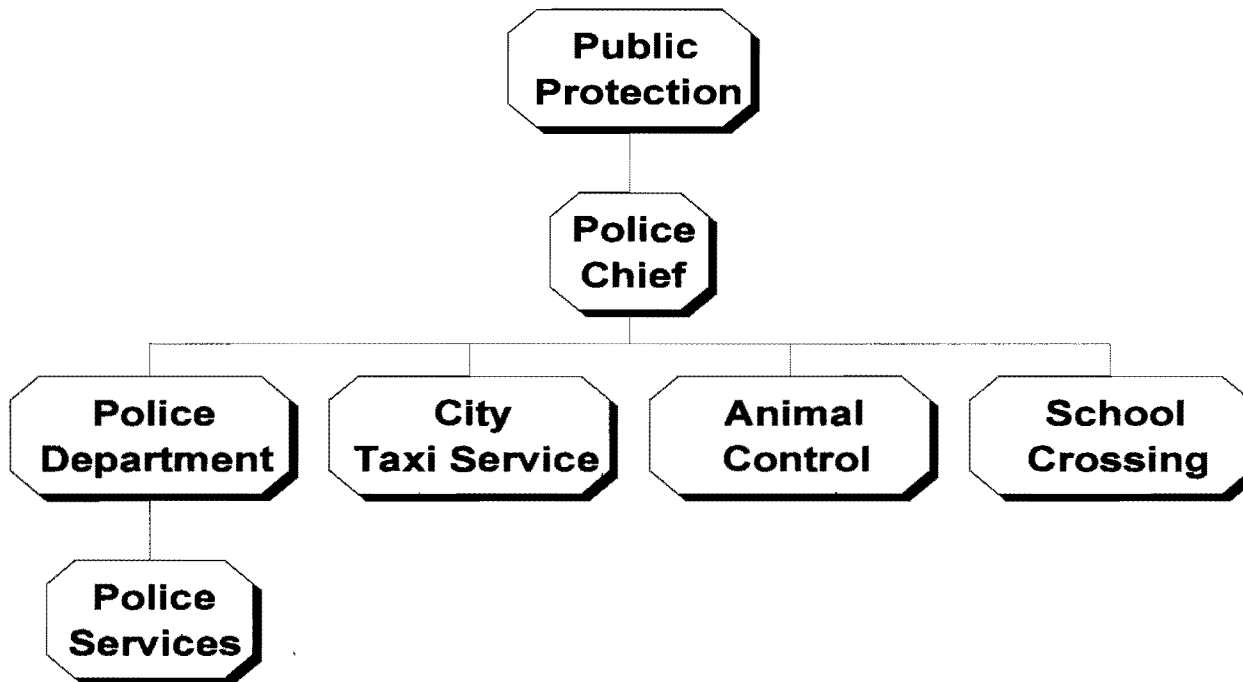 Public
Protection
Police
Chief
Police
Department
City
Taxi Service
Animal
Control
School
Crossing
Police
Services